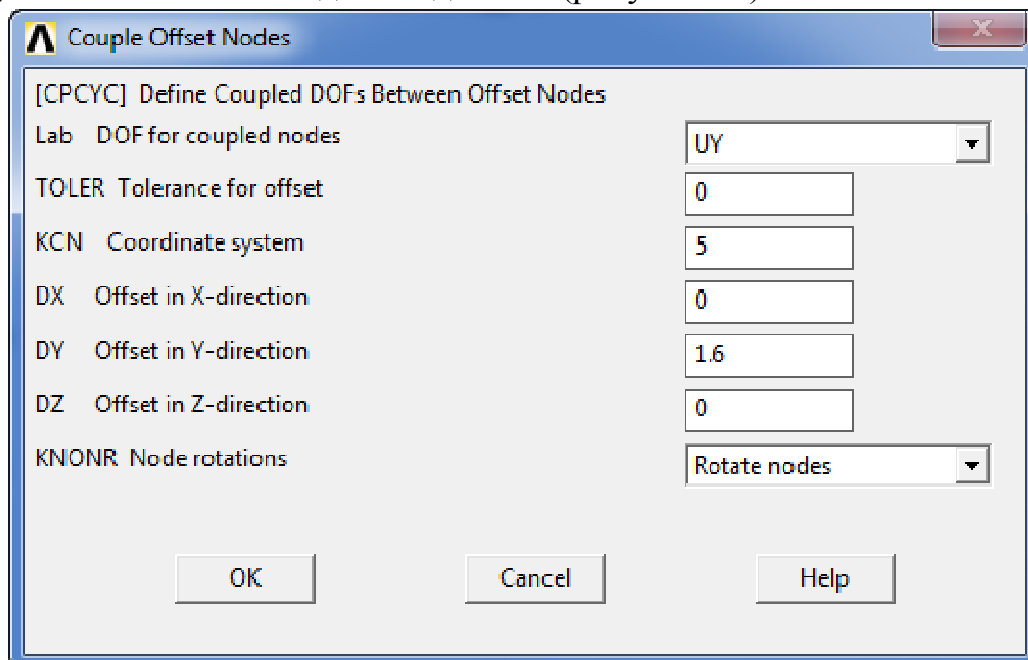 Couple Offset Nodes
[CPCYC] Define Coupled DOFs Between Offset Nodes
Lab DOF for coupled nodes UY
TOLER Tolerance for offset 0
KCN Coordinate system 5
DX Offset in X-direction 0
DY Offset in Y-direction 1.6
DZ Offset in Z-direction 0
KNONR Node rotations Rotate nodes
OK Cancel Help